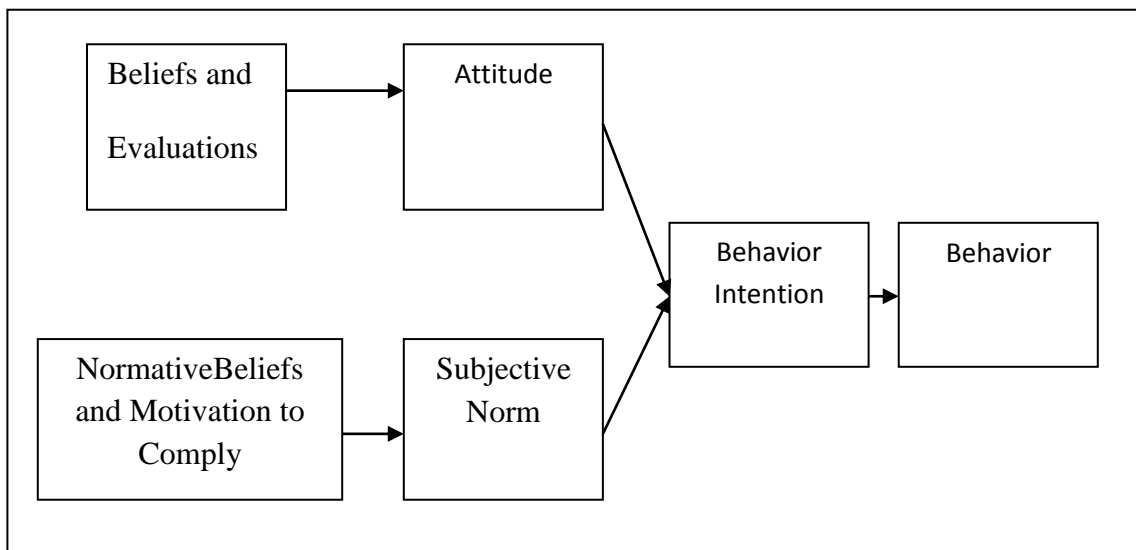 Beliefs and
Evaluations
Attitude
Behavior
Intention
Behavior
NormativeBeliefs
and Motivation to
Comply
Subjective
Norm